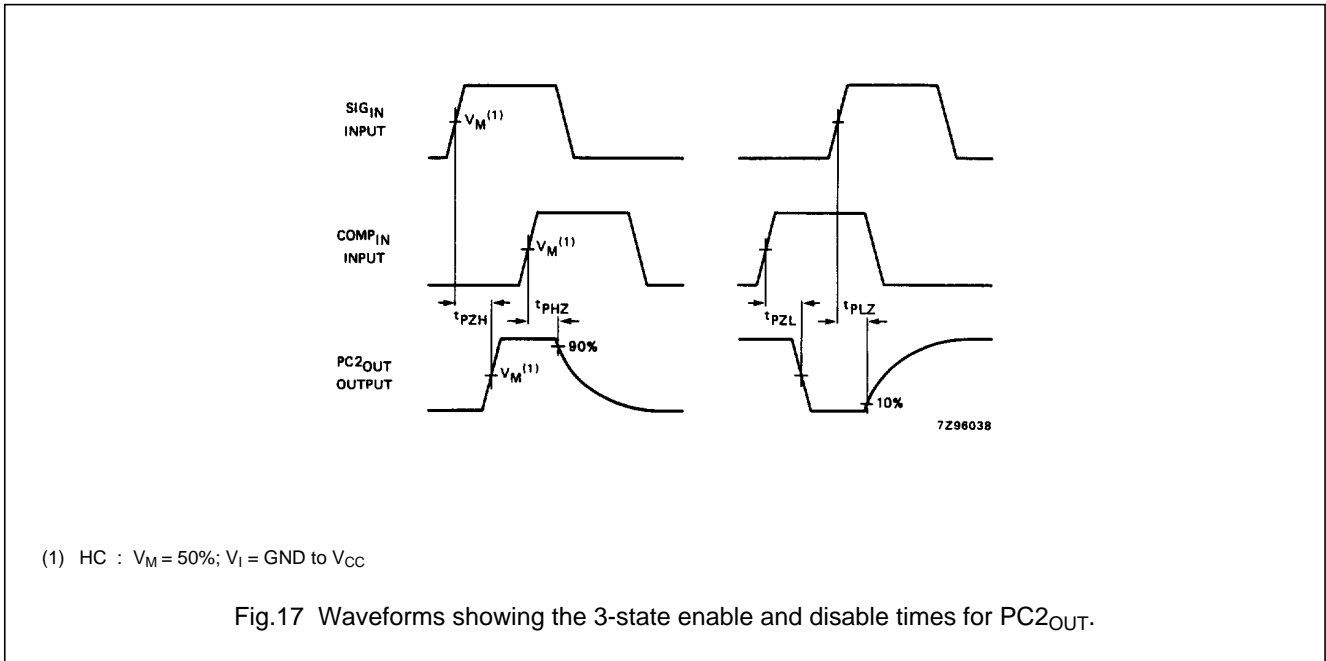 SIGIN
INPUT
VM(1)
COMPIN
INPUT
VM(1)
tPZH
tPHZ
tPZL
tPLZ
PC2OUT
OUTPUT
VM(1)
90%
10%
7Z96038
(1) HC : VM = 50%; VI = GND to VCC
Fig.17 Waveforms showing the 3-state enable and disable times for PC2OUT.